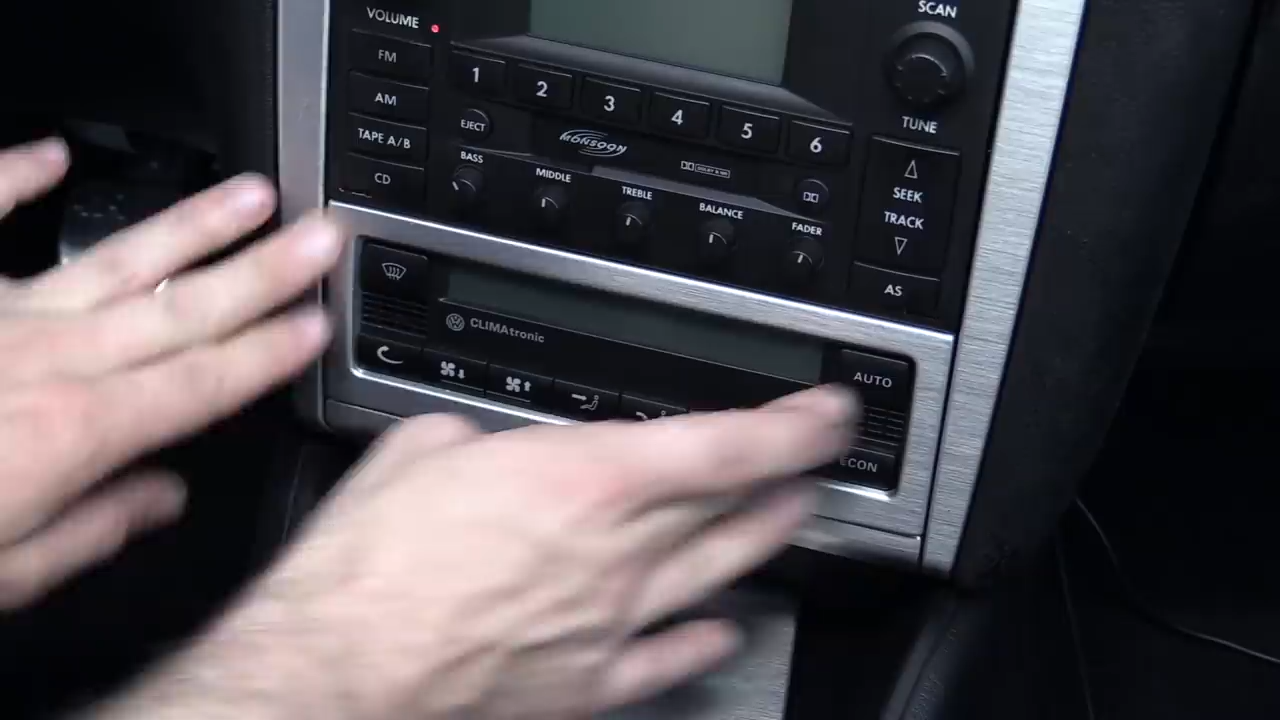 VOLUME
SCAN
FM
AM
TAPE A/B
CD
1 2 3 4 5 6
EJECT
MONSOON
TUNE
BASS
MIDDLE
TREBLE
BALANCE
FADER
SEEK
TRACK
AS
CLIMAtronic
AUTO
ECON